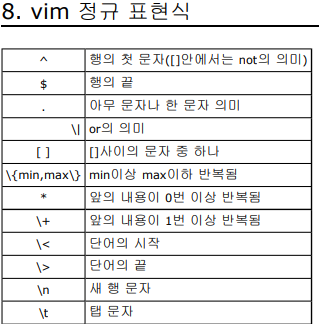 8. vim 정규 표현식
^ 행의 첫 문자([]안에서는 not의 의미)
$ 행의 끝
. 아무 문자나 한 문자 의미
\| or의 의미
[ ] []사이의 문자 중 하나
\{min,max\} min이상 max이하 반복됨
* 앞의 내용이 0번 이상 반복됨
\+ 앞의 내용이 1번 이상 반복됨
\< 단어의 시작
\> 단어의 끝
\n 새 행 문자
\t 탭 문자